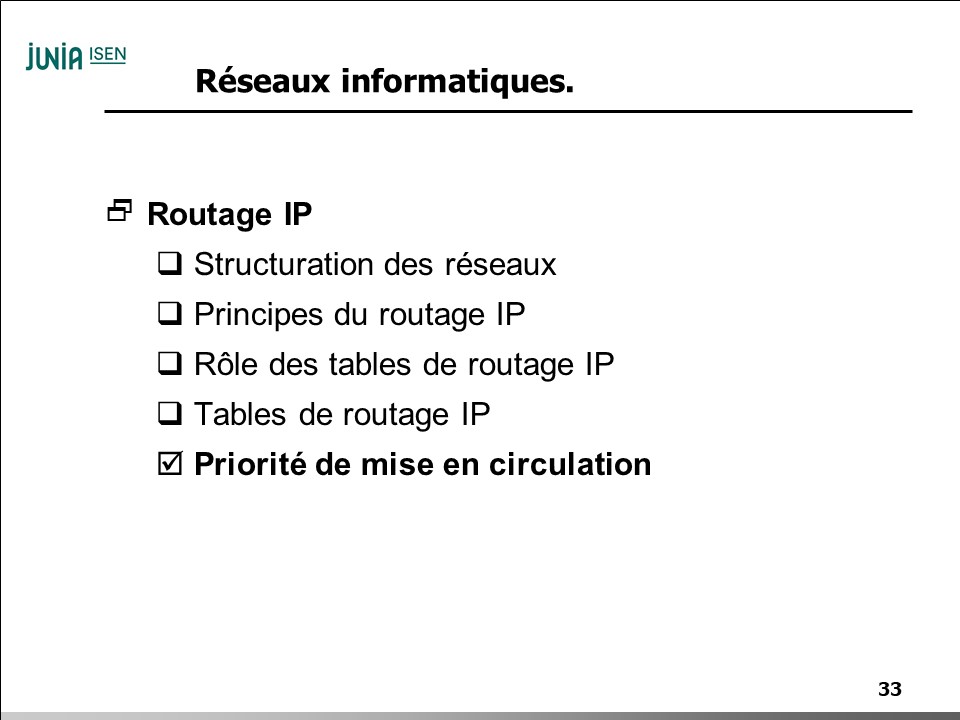 JUNIA ISEN
Réseaux informatiques.
Routage IP
Structuration des réseaux
Principes du routage IP
Rôle des tables de routage IP
Tables de routage IP
Priorité de mise en circulation
33